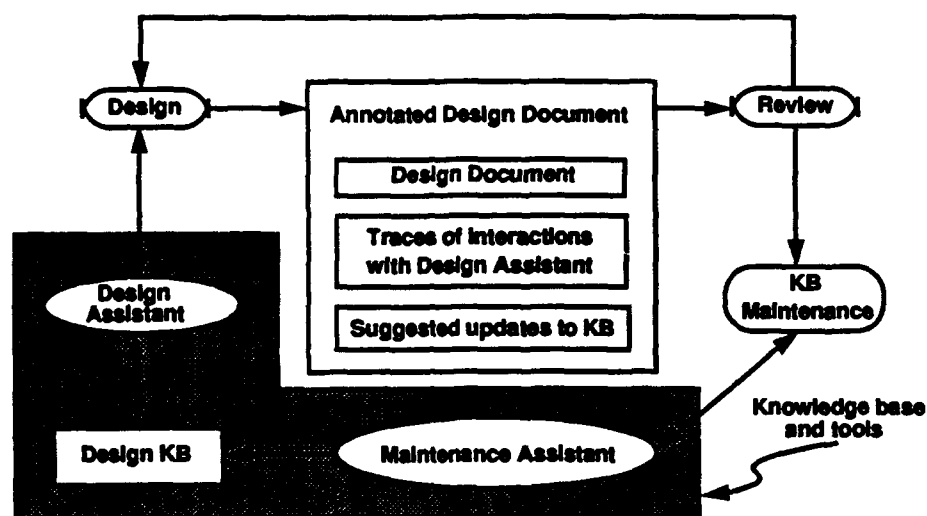 Design
Annotated Design Document
Review
Design Document
Traces of Interactions
with Design Assistant
Suggested updates to KB
Design
Assistant
KB
Maintenance
Knowledge base
and tools
Design KB
Maintenance Assistant